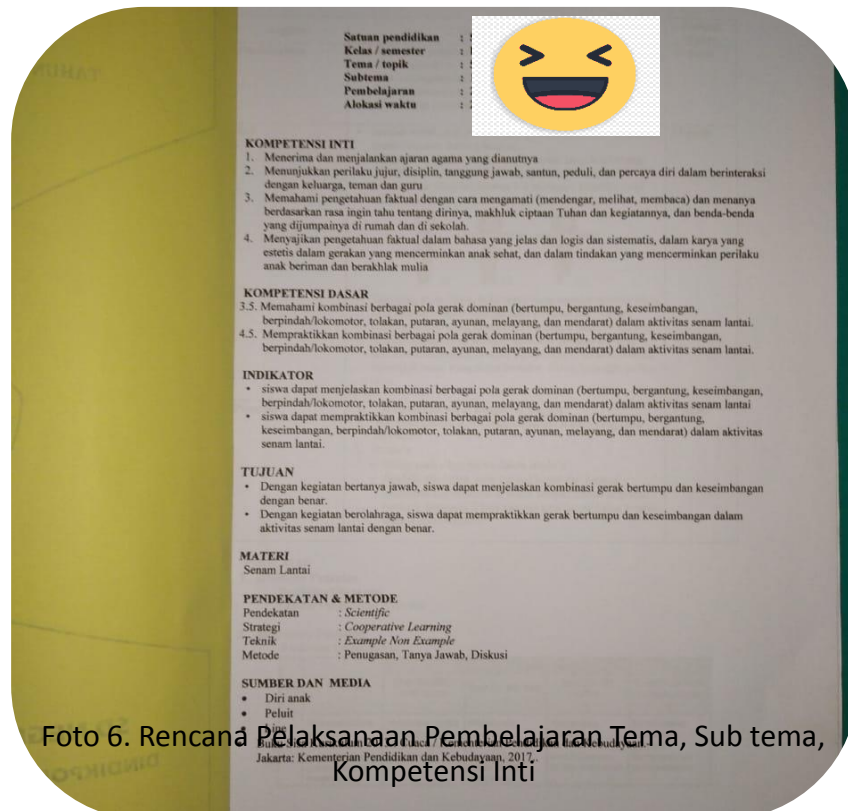 Satuan pendidikan :
Kelas / semester :
Tema / topik :
Subtema :
Pembelajaran :
Alokasi waktu :
KOMPETENSI INTI
1. Menerima dan menjalankan ajaran agama yang dianutnya
2. Menunjukkan perilaku jujur, disiplin, tanggung jawab, santun, peduli, dan percaya diri dalam berinteraksi
dengan keluarga, teman dan guru
3. Memahami pengetahuan faktual dengan cara mengamati (mendengar, melihat, membaca) dan menanya
berdasarkan rasa ingin tahu tentang dirinya, makhluk ciptaan Tuhan dan kegiatannya, dan benda-benda
yang dijumpainya di rumah dan di sekolah.
4. Menyajikan pengetahuan faktual dalam bahasa yang jelas dan logis dan sistematis, dalam karya yang
estetis dalam gerakan yang mencerminkan anak sehat, dan dalam tindakan yang mencerminkan perilaku
anak beriman dan berakhlak mulia
KOMPETENSI DASAR
3.5. Memahami kombinasi berbagai pola gerak dominan (bertumpu, bergantung, keseimbangan,
berpindah/lokomotor, tolakan, putaran, ayunan, melayang, dan mendarat) dalam aktivitas senam lantai.
4.5. Mempraktikkan kombinasi berbagai pola gerak dominan (bertumpu, bergantung, keseimbangan,
berpindah/lokomotor, tolakan, putaran, ayunan, melayang, dan mendarat) dalam aktivitas senam lantai.
INDIKATOR
• siswa dapat menjelaskan kombinasi berbagai pola gerak dominan (bertumpu, bergantung, keseimbangan,
berpindah/lokomotor, tolakan, putaran, ayunan, melayang, dan mendarat) dalam aktivitas senam lantai
• siswa dapat mempraktikkan kombinasi berbagai pola gerak dominan (bertumpu, bergantung,
keseimbangan, berpindah/lokomotor, tolakan, putaran, ayunan, melayang, dan mendarat) dalam aktivitas
senam lantai.
TUJUAN
• Dengan kegiatan bertanya jawab, siswa dapat menjelaskan kombinasi gerak bertumpu dan keseimbangan
dengan benar.
• Dengan kegiatan berolahraga, siswa dapat mempraktikkan gerak bertumpu dan keseimbangan dalam
aktivitas senam lantai dengan benar.
MATERI
Senam Lantai
PENDEKATAN & METODE
Pendekatan : Scientific
Strategi : Cooperative Learning
Teknik : Example Non Example
Metode : Penugasan, Tanya Jawab, Diskusi
SUMBER DAN MEDIA
• Diri anak
• Peluit
Jakarta: Kementerian Pendidikan dan Kebudayaan, 2017.
Foto 6. Rencana Pelaksanaan Pembelajaran Tema, Sub tema,
Kompetensi Inti